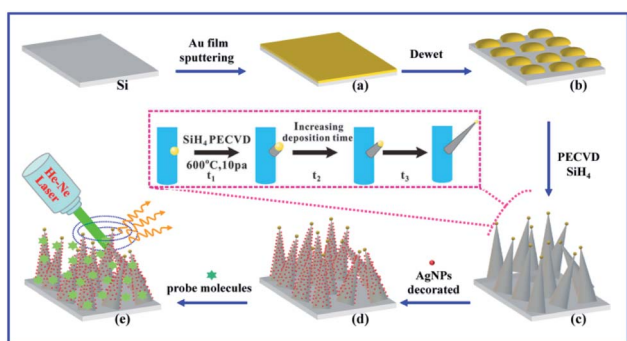 Si
Au film
sputtering
(a)
Dewet
(b)
SiH4 PECVD
600°C,10pa
t1
Increasing
deposition time
t2
t3
PECVD
SiH4
He-Ne
Laser
(e)
probe molecules
(d)
AgNPs
decorated
(c)